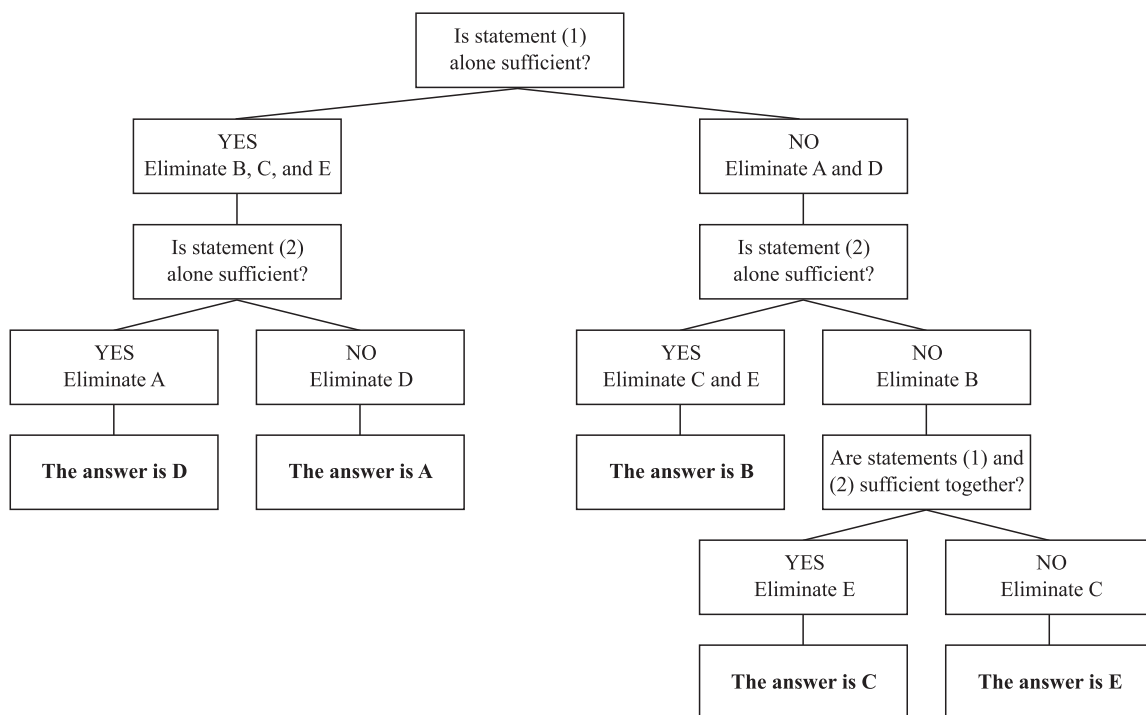 Is statement (1)
alone sufficient?
YES
Eliminate B, C, and E
NO
Eliminate A and D
Is statement (2)
alone sufficient?
Is statement (2)
alone sufficient?
YES
Eliminate A
NO
Eliminate D
YES
Eliminate C and E
NO
Eliminate B
The answer is D
The answer is A
The answer is B
Are statements (1) and
(2) sufficient together?
YES
Eliminate E
NO
Eliminate C
The answer is C
The answer is E